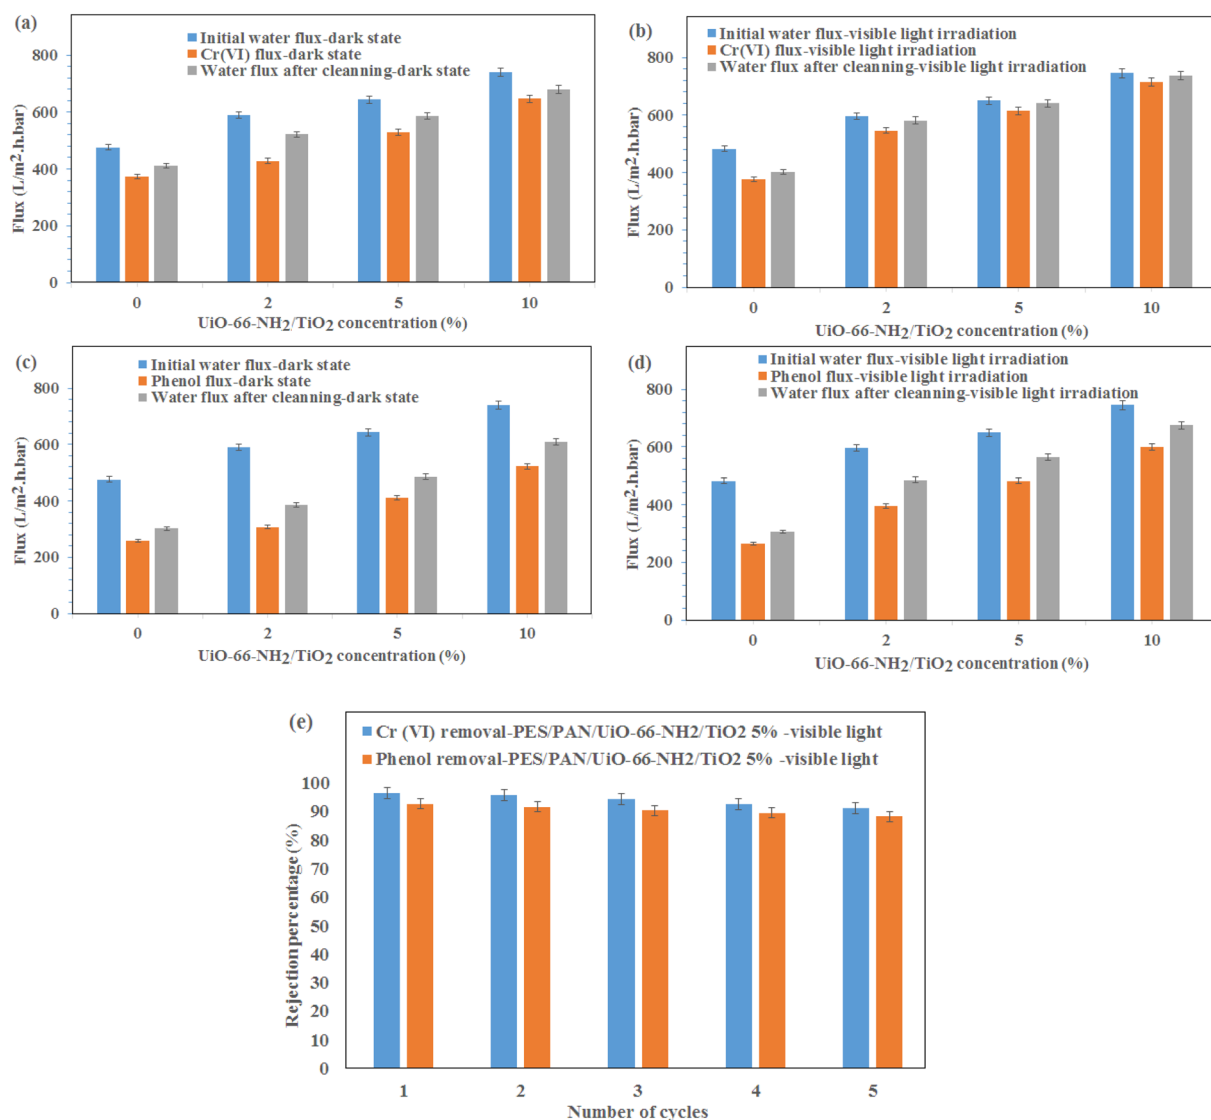 (a)
Initial water flux-dark state
Cr(VI) flux-dark state
Water flux after cleanning-dark state
Flux (L/m².h.bar)
800
600
400
200
0
0 2 5 10
UiO-66-NH₂/TiO₂ concentration (%)
(b)
Initial water flux-visible light irradiation
Cr(VI) flux-visible light irradiation
Water flux after cleanning-visible light irradiation
Flux (L/m².h.bar)
800
600
400
200
0
0 2 5 10
UiO-66-NH₂/TiO₂ concentration (%)
(c)
Initial water flux-dark state
Phenol flux-dark state
Water flux after cleanning-dark state
Flux (L/m².h.bar)
800
600
400
200
0
0 2 5 10
UiO-66-NH₂/TiO₂ concentration (%)
(d)
Initial water flux-visible light irradiation
Phenol flux-visible light irradiation
Water flux after cleanning-visible light irradiation
Flux (L/m².h.bar)
800
600
400
200
0
0 2 5 10
UiO-66-NH₂/TiO₂ concentration (%)
(e)
Cr (VI) removal-PES/PAN/UiO-66-NH2/TiO2 5% -visible light
Phenol removal-PES/PAN/UiO-66-NH2/TiO2 5% -visible light
Rejection percentage (%)
100
90
80
70
60
50
40
30
20
10
0
1 2 3 4 5
Number of cycles